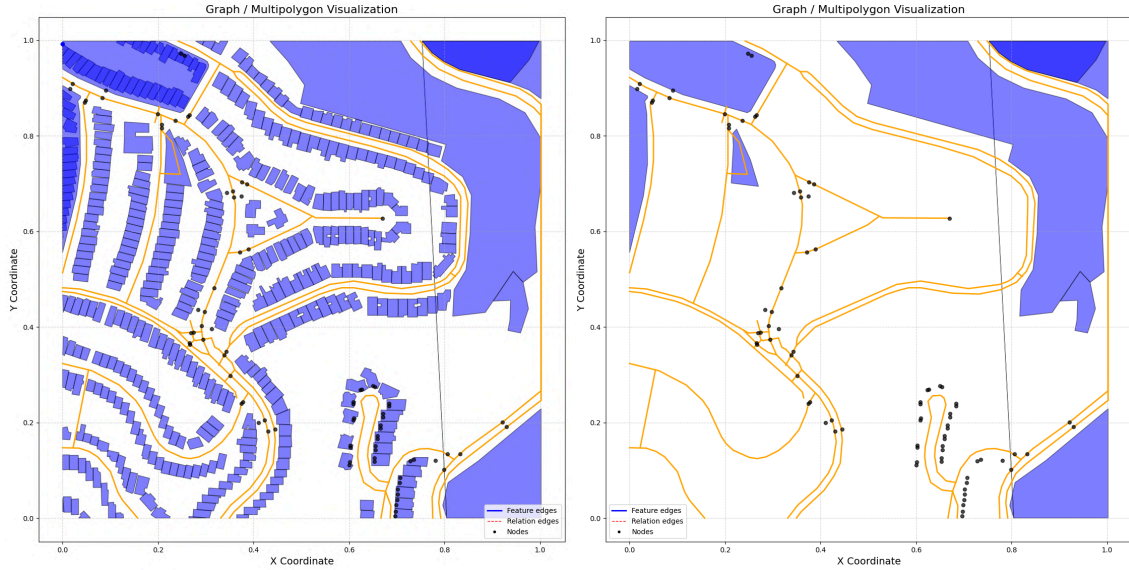 Graph / Multipolygon Visualization
1.0
0.8
0.6
0.4
0.2
0.0
Y Coordinate
Feature edges
Relation edges
Nodes
0.0 0.2 0.4 0.6 0.8 1.0
X Coordinate
Graph / Multipolygon Visualization
1.0
0.8
0.6
0.4
0.2
0.0
Y Coordinate
Feature edges
Relation edges
Nodes
0.0 0.2 0.4 0.6 0.8 1.0
X Coordinate